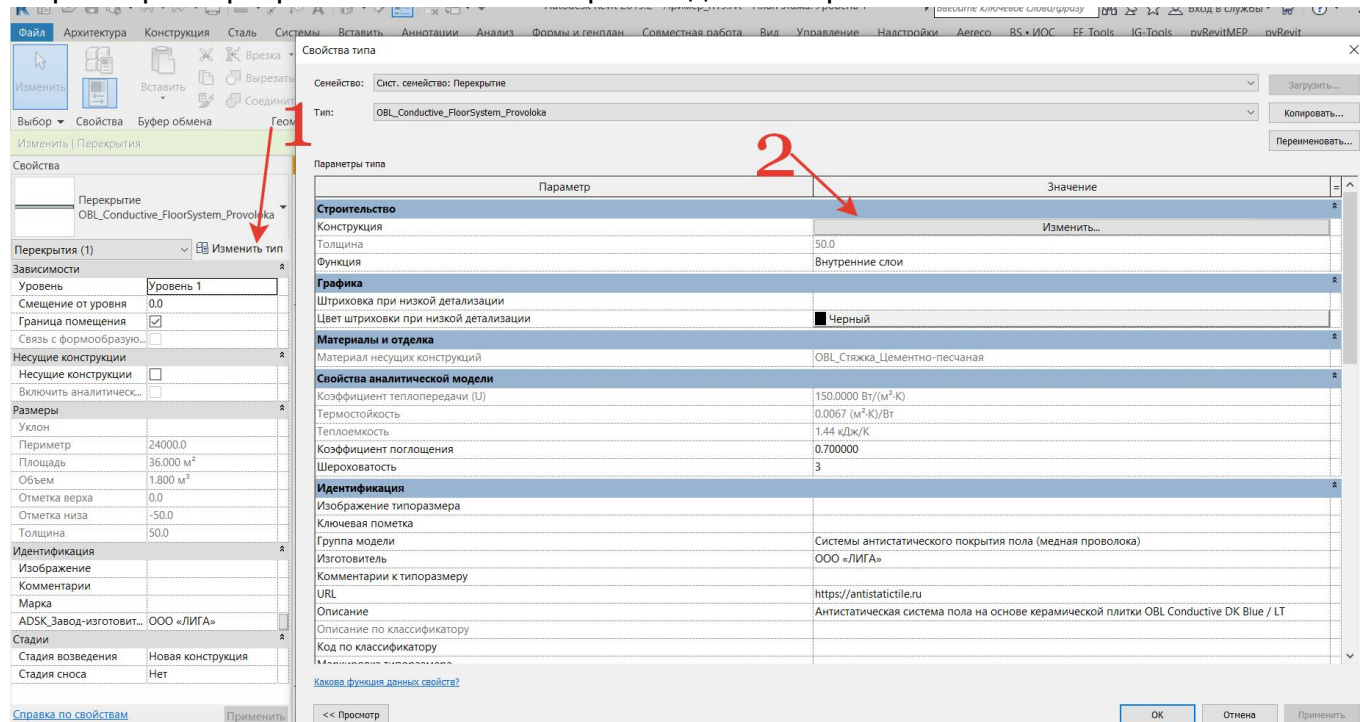 Файл Архитектура Конструкция Сталь Системы Вставить Аннотации Анализ Формы и генплан Совместная работа Вид Управление Надстройки Aereco BS • ИОС EF Tools IG-Tools pyRevitMEP pyRevit
Изменить
Вставить
Врезка
Вырезать
Соединит
Выбор Свойства Буфер обмена Геом
Изменить | Перекрытия
1
2
Свойства
Перекрытие
OBL_Conductive_FloorSystem_Provoloka
Перекрытия (1) Изменить тип
Зависимости
Уровень Уровень 1
Смещение от уровня 0.0
Граница помещения
Связь с формообразую...
Несущие конструкции
Несущие конструкции
Включить аналитическ...
Размеры
Уклон
Периметр 24000.0
Площадь 36.000 м²
Объем 1.800 м³
Отметка верха 0.0
Отметка низа -50.0
Толщина 50.0
Идентификация
Изображение
Комментарии
Марка
ADSK_Завод-изготовит... ООО «ЛИГА»
Стадии
Стадия возведения Новая конструкция
Стадия сноса Нет
Справка по свойствам Применить
Свойства типа
Семейство: Сист. семейство: Перекрытие Загрузить...
Тип: OBL_Conductive_FloorSystem_Provoloka Копировать...
Переименовать...
Параметры типа
Параметр Значение =
Строительство
Конструкция Изменить...
Толщина 50.0
Функция Внутренние слои
Графика
Штриховка при низкой детализации
Цвет штриховки при низкой детализации Черный
Материалы и отделка
Материал несущих конструкций OBL_Стяжка_Цементно-песчаная
Свойства аналитической модели
Коэффициент теплопередачи (U) 150.0000 Вт/(м²·К)
Термостойкость 0.0067 (м²·К)/Вт
Теплоемкость 1.44 кДж/К
Коэффициент поглощения 0.700000
Шероховатость 3
Идентификация
Изображение типоразмера
Ключевая пометка
Группа модели Системы антистатического покрытия пола (медная проволока)
Изготовитель ООО «ЛИГА»
Комментарии к типоразмеру
URL https://antistatictile.ru
Описание Антистатическая система пола на основе керамической плитки OBL Conductive DK Blue / LT
Описание по классификатору
Код по классификатору
Маркировка типоразмера
Какова функция данных свойств?
<< Просмотр ОК Отмена Применить